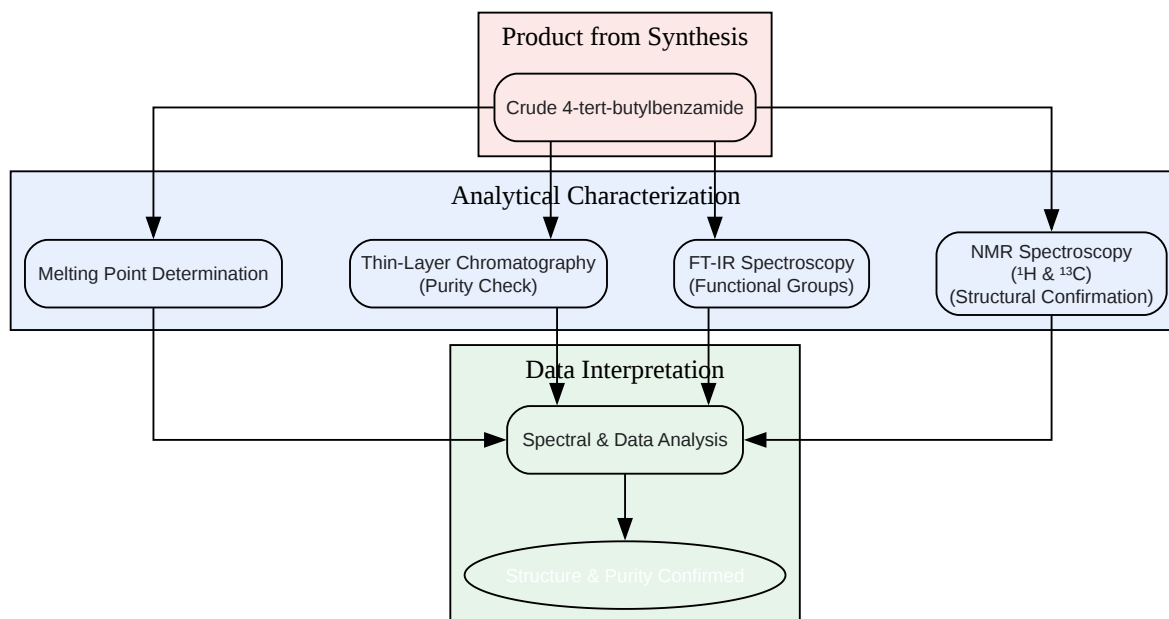 Product from Synthesis
Crude 4-tert-butylbenzamide
Analytical Characterization
Melting Point Determination
Thin-Layer Chromatography
(Purity Check)
FT-IR Spectroscopy
(Functional Groups)
NMR Spectroscopy
(¹H & ¹³C)
(Structural Confirmation)
Data Interpretation
Spectral & Data Analysis
Structure & Purity Confirmed